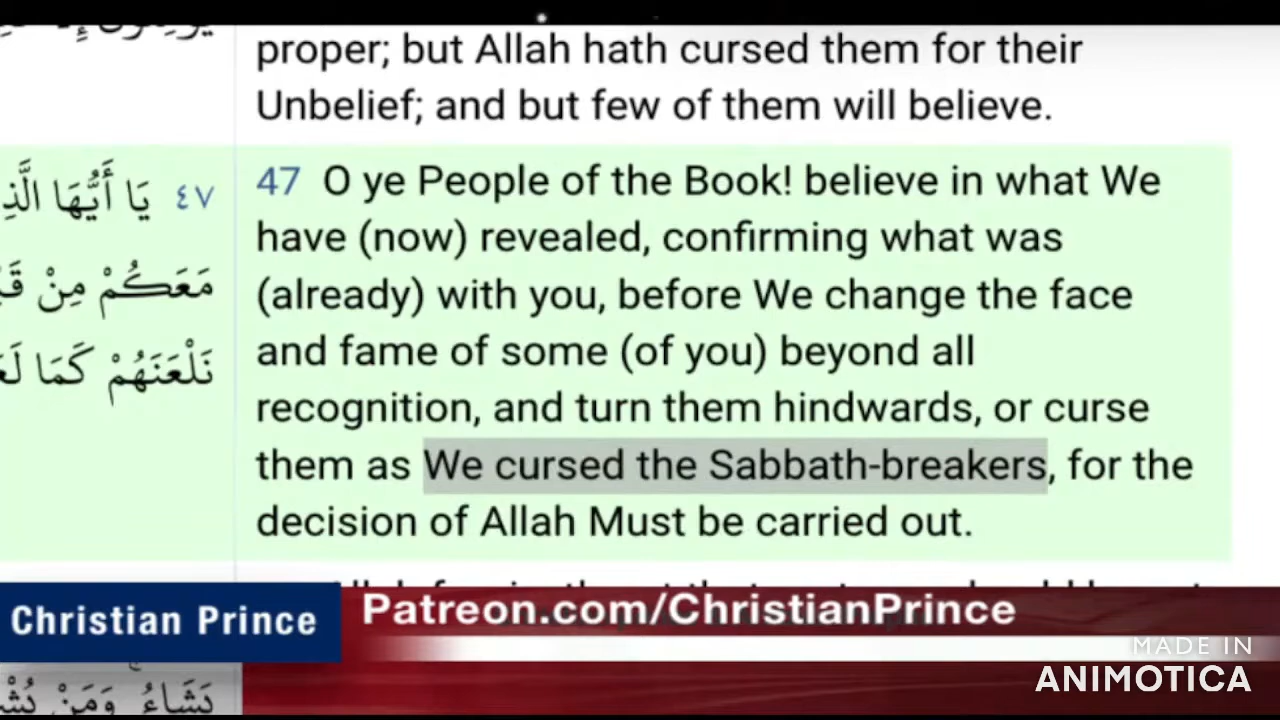 proper; but Allah hath cursed them for their
Unbelief; and but few of them will believe.
٤٧ يَا أَيُّهَا
47 O ye People of the Book! believe in what We
have (now) revealed, confirming what was
مَعَكُمْ مِنْ
(already) with you, before We change the face
and fame of some (of you) beyond all
نَلْعَنَهُمْ كَمَا
recognition, and turn them hindwards, or curse
them as We cursed the Sabbath-breakers, for the
decision of Allah Must be carried out.
Christian Prince
Patreon.com/ChristianPrince
MADE IN
ANIMOTICA
يَشَاءُ وَمَنْ